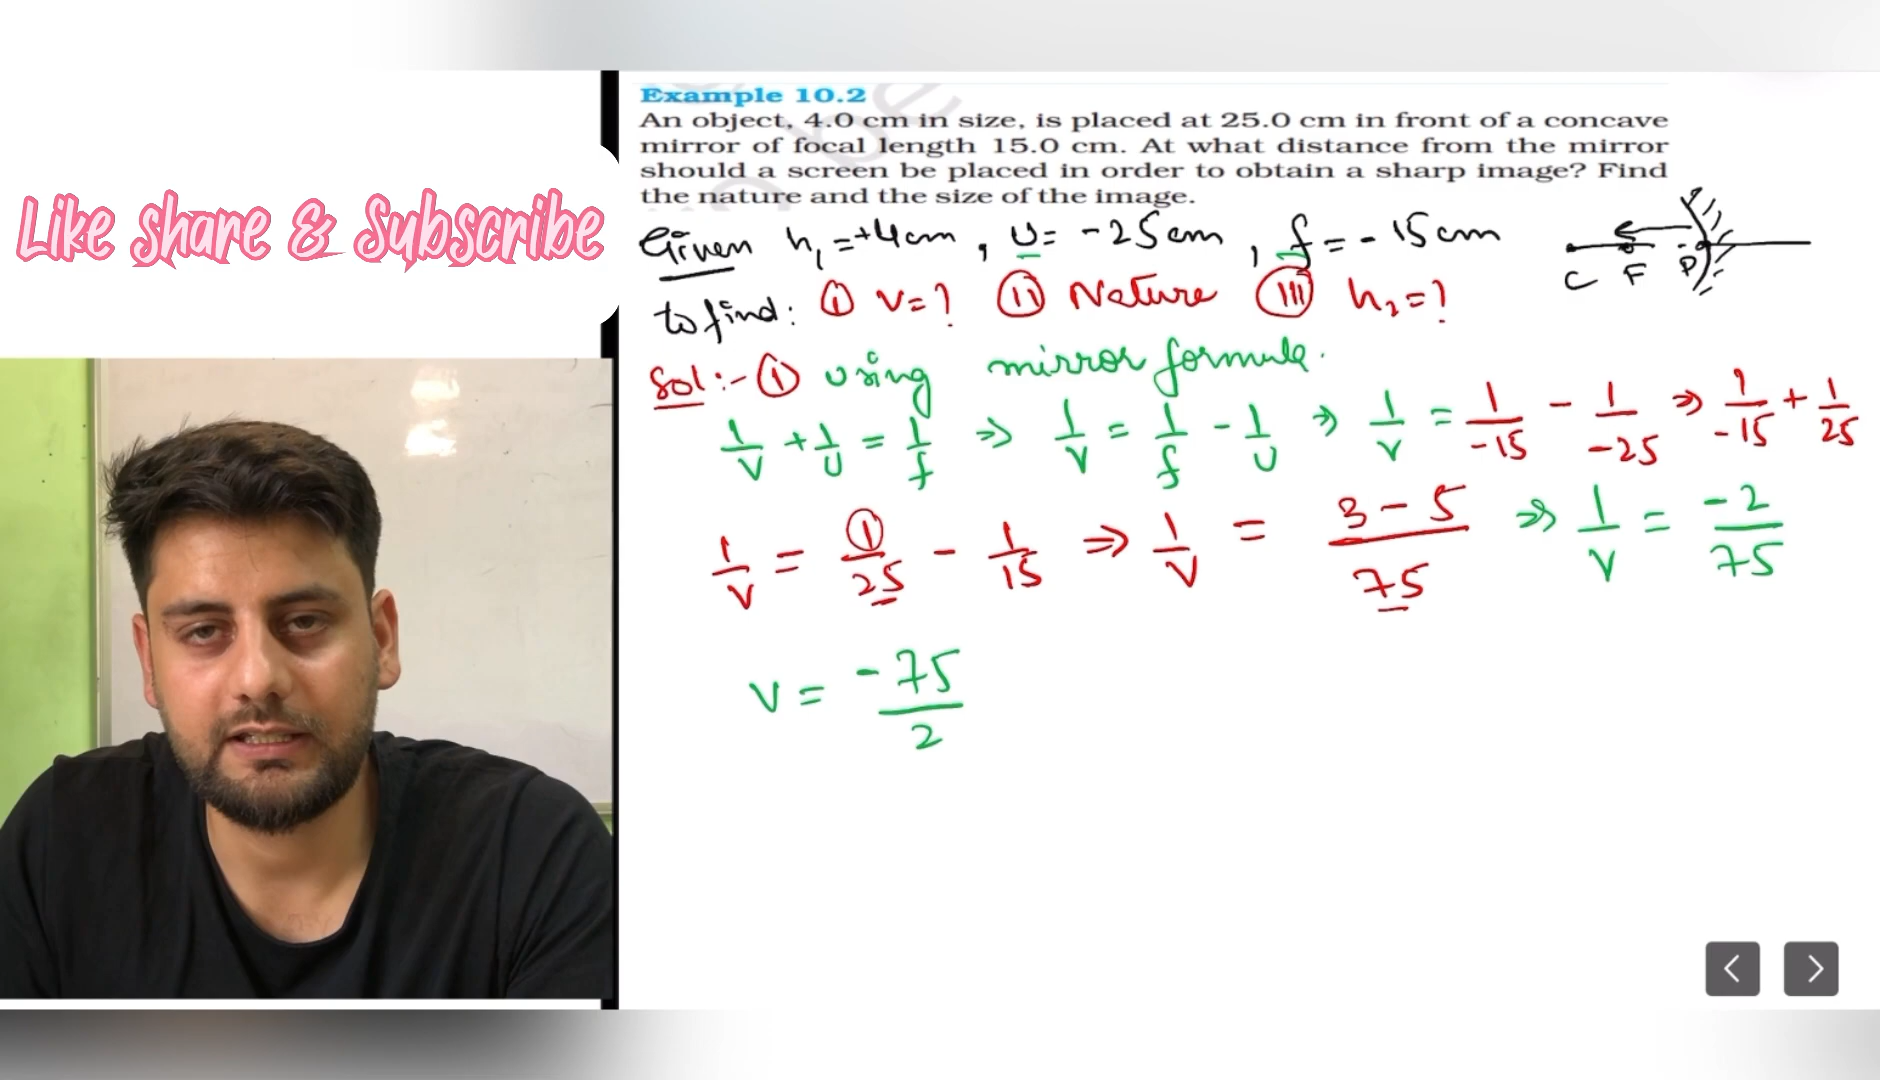 Like share & Subscribe
Example 10.2
An object, 4.0 cm in size, is placed at 25.0 cm in front of a concave
mirror of focal length 15.0 cm. At what distance from the mirror
should a screen be placed in order to obtain a sharp image? Find
the nature and the size of the image.
Given h₁ = +4cm , u = -25cm , f = -15cm
C F P
to find: ① v=? ⑪ Nature ⑪① h₂=?
Sol:- ① using mirror formula.
1/v + 1/u = 1/f ⇒ 1/v = 1/f - 1/u ⇒ 1/v = 1/-15 - 1/-25 ⇒ 1/-15 + 1/25
1/v = 1/25 - 1/15 ⇒ 1/v = 3-5/75 ⇒ 1/v = -2/75
v = -75/2